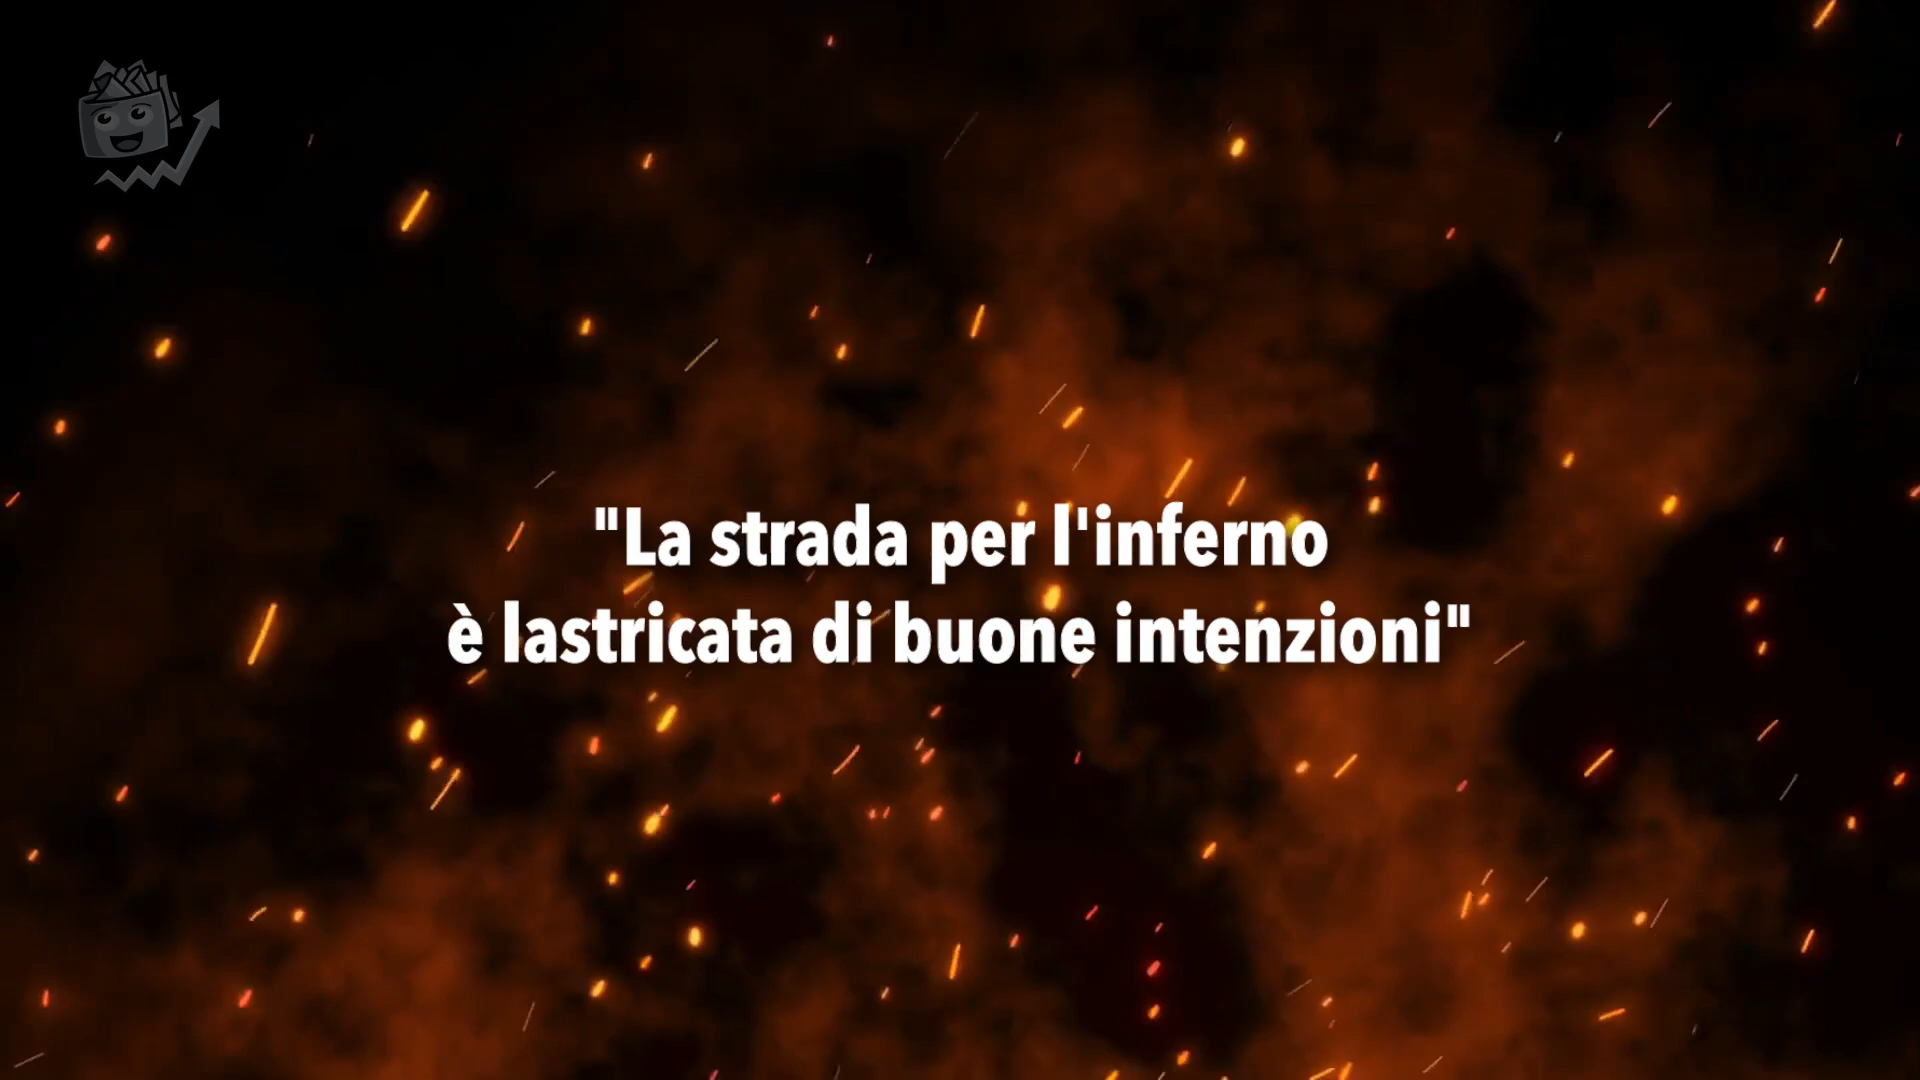 "La strada per l'inferno
è lastricata di buone intenzioni"